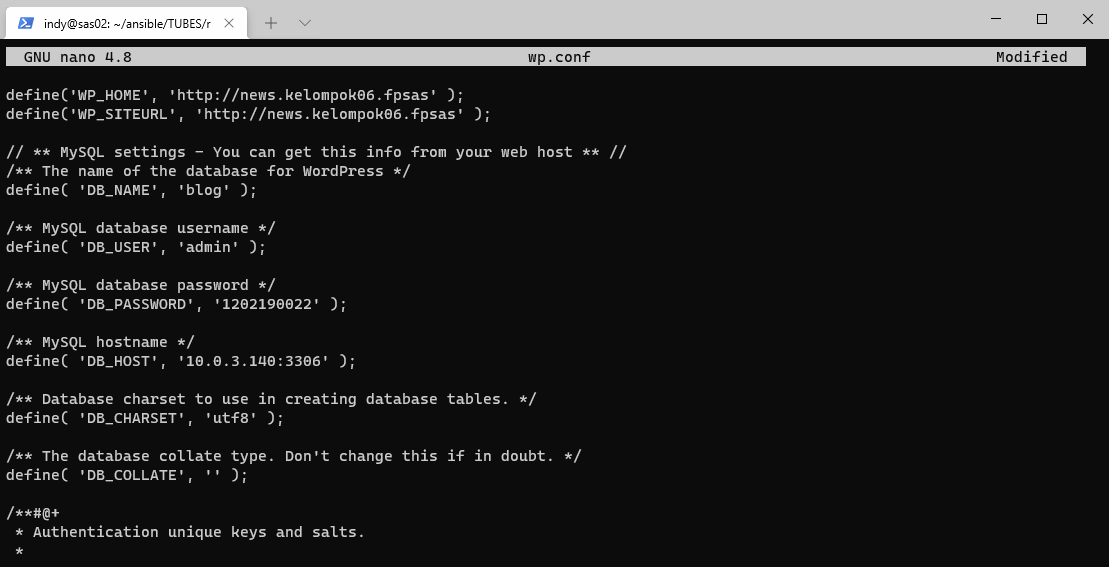 indy@sas02: ~/ansible/TUBES/r
GNU nano 4.8 wp.conf Modified
define('WP_HOME', 'http://news.kelompok06.fpsas' );
define('WP_SITEURL', 'http://news.kelompok06.fpsas' );
// ** MySQL settings - You can get this info from your web host ** //
/** The name of the database for WordPress */
define( 'DB_NAME', 'blog' );
/** MySQL database username */
define( 'DB_USER', 'admin' );
/** MySQL database password */
define( 'DB_PASSWORD', '1202190022' );
/** MySQL hostname */
define( 'DB_HOST', '10.0.3.140:3306' );
/** Database charset to use in creating database tables. */
define( 'DB_CHARSET', 'utf8' );
/** The database collate type. Don't change this if in doubt. */
define( 'DB_COLLATE', '' );
/**#@+
 * Authentication unique keys and salts.
 *